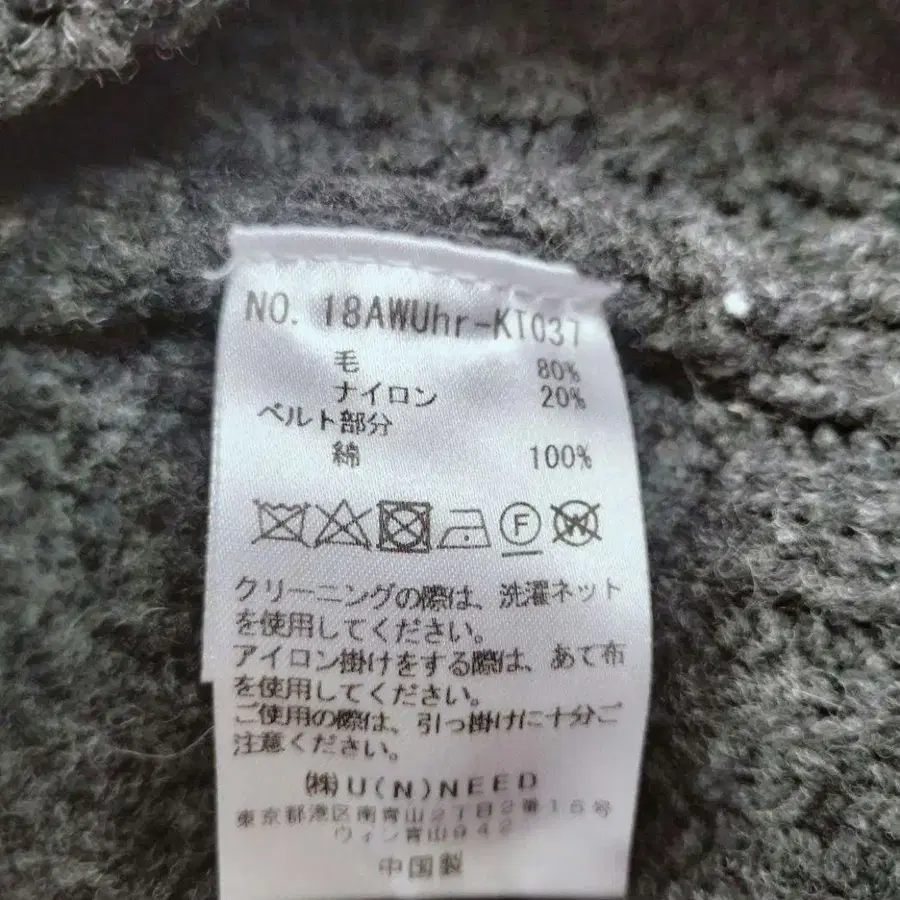 NO. 18AWUhr-KT037
毛 80%
ナイロン 20%
ベルト部分
綿 100%
F W
クリーニングの際は、洗濯ネット
を使用してください。
アイロン掛けをする際は、あて布
を使用してください。
ご使用の際は、引っ掛けに十分ご
注意ください。
(株)U(N)NEED
東京都港区南青山2丁目2番15号
ウィン青山942
中国製